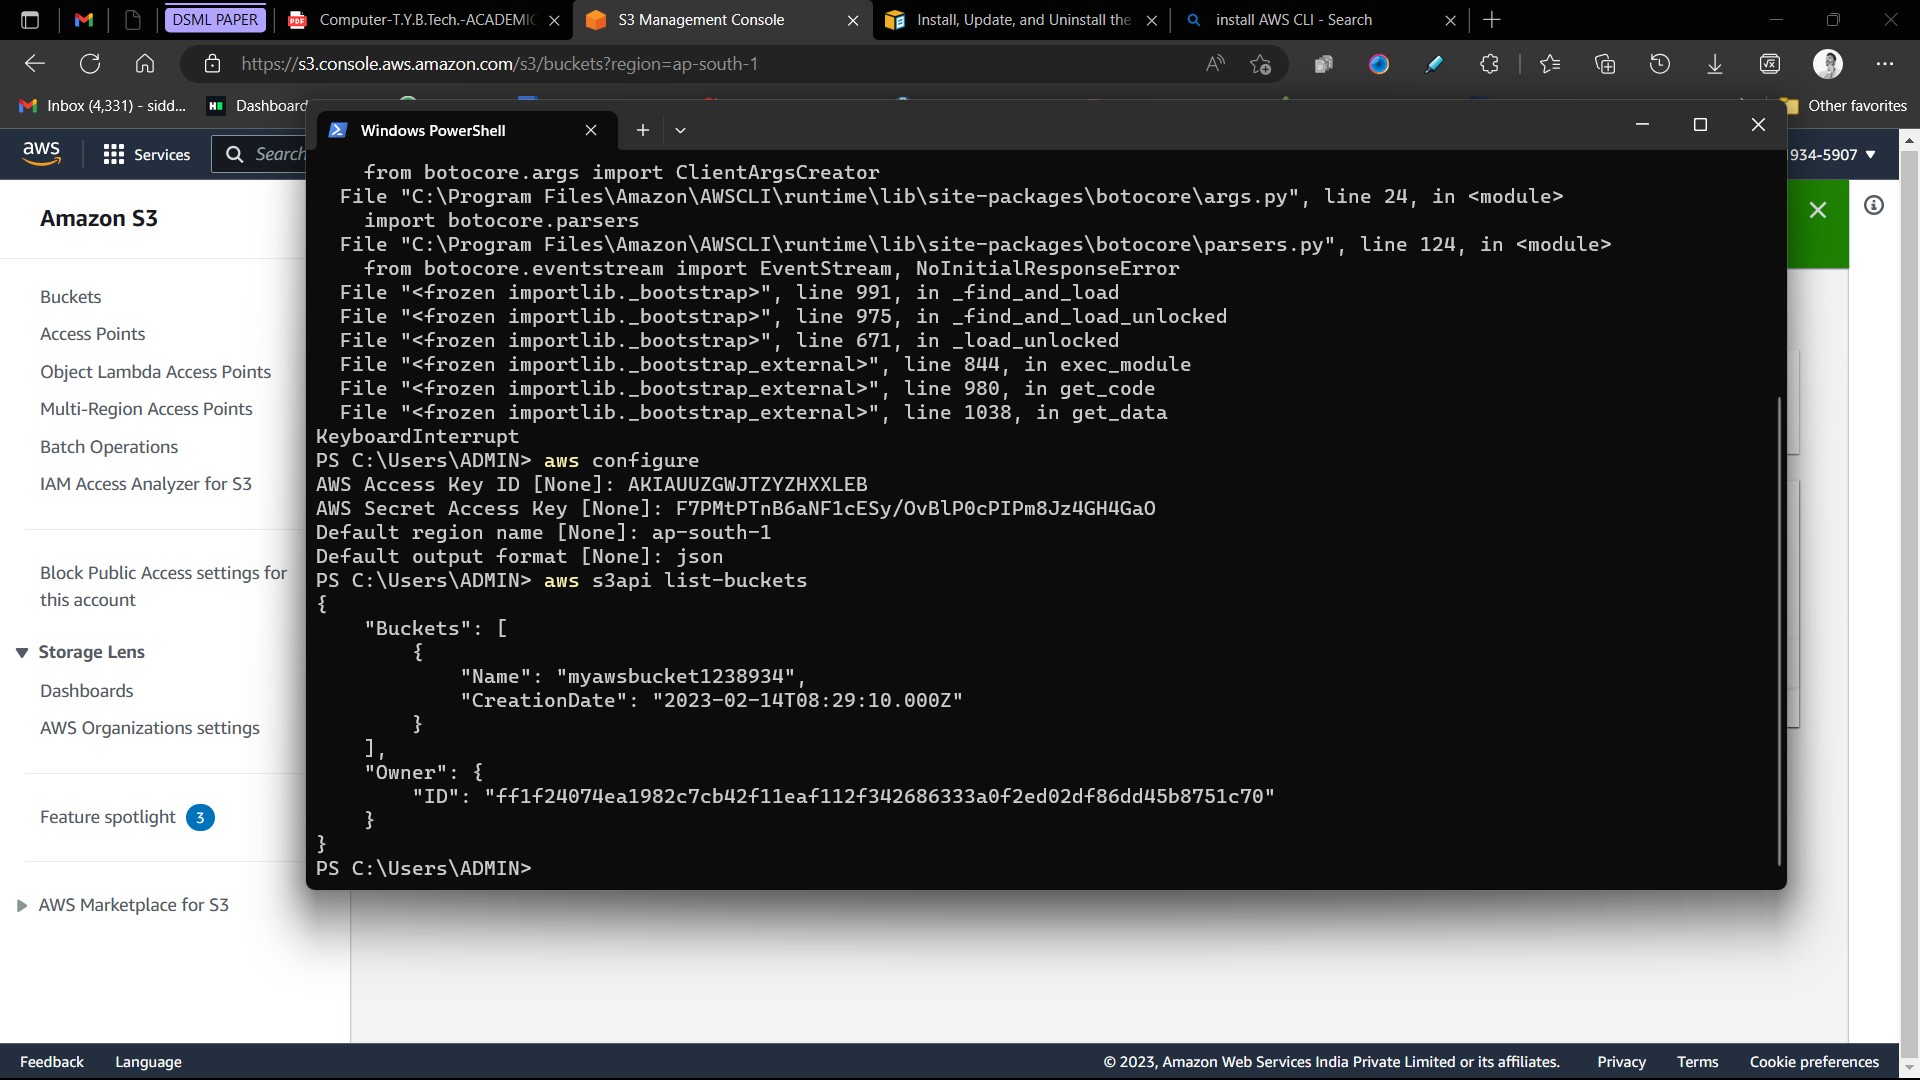 DSML PAPER
Computer-T.Y.B.Tech.-ACADEMIC
S3 Management Console
Install, Update, and Uninstall the
install AWS CLI - Search
https://s3.console.aws.amazon.com/s3/buckets?region=ap-south-1
Inbox (4,331) - sidd...
Dashboard
Other favorites
aws
Services
Search
934-5907
Windows PowerShell
Amazon S3
Buckets
Access Points
Object Lambda Access Points
Multi-Region Access Points
Batch Operations
IAM Access Analyzer for S3
Block Public Access settings for
this account
Storage Lens
Dashboards
AWS Organizations settings
Feature spotlight 3
AWS Marketplace for S3
from botocore.args import ClientArgsCreator
File "C:\Program Files\Amazon\AWSCLI\runtime\lib\site-packages\botocore\args.py", line 24, in <module>
import botocore.parsers
File "C:\Program Files\Amazon\AWSCLI\runtime\lib\site-packages\botocore\parsers.py", line 124, in <module>
from botocore.eventstream import EventStream, NoInitialResponseError
File "<frozen importlib._bootstrap>", line 991, in _find_and_load
File "<frozen importlib._bootstrap>", line 975, in _find_and_load_unlocked
File "<frozen importlib._bootstrap>", line 671, in _load_unlocked
File "<frozen importlib._bootstrap_external>", line 844, in exec_module
File "<frozen importlib._bootstrap_external>", line 980, in get_code
File "<frozen importlib._bootstrap_external>", line 1038, in get_data
KeyboardInterrupt
PS C:\Users\ADMIN> aws configure
AWS Access Key ID [None]: AKIAUUZGWJTZYZHXXLEB
AWS Secret Access Key [None]: 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
Default region name [None]: ap-south-1
Default output format [None]: json
PS C:\Users\ADMIN> aws s3api list-buckets
{
"Buckets": [
{
"Name": "myawsbucket1238934",
"CreationDate": "2023-02-14T08:29:10.000Z"
}
],
"Owner": {
"ID": "ff1f24074ea1982c7cb42f11eaf112f342686333a0f2ed02df86dd45b8751c70"
}
}
PS C:\Users\ADMIN>
Feedback
Language
© 2023, Amazon Web Services India Private Limited or its affiliates.
Privacy
Terms
Cookie preferences